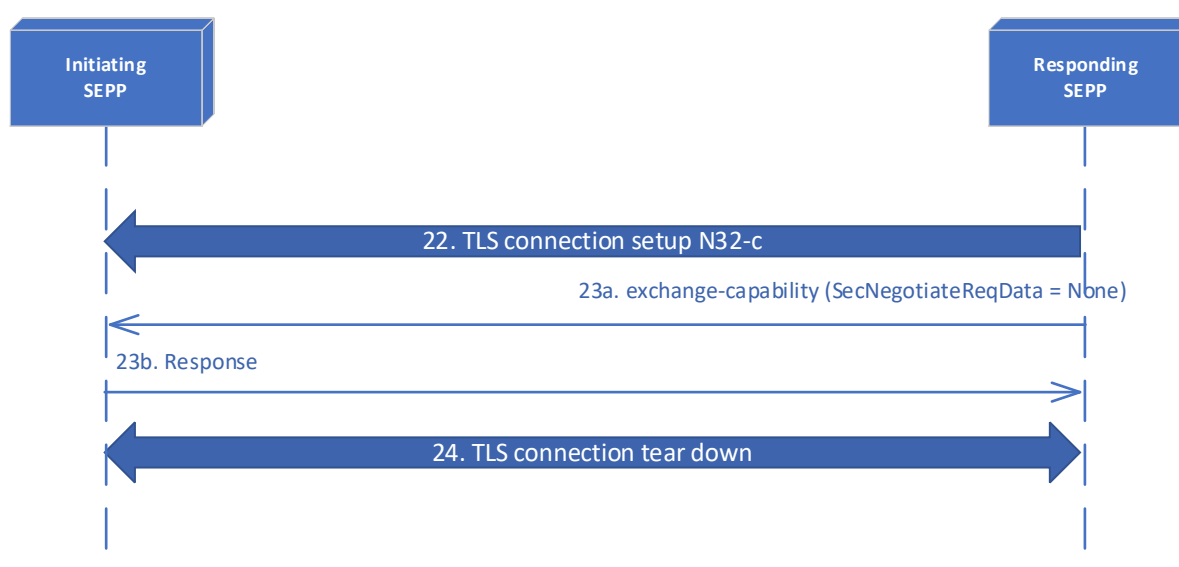 Initiating
SEPP
Responding
SEPP
22. TLS connection setup N32-c
23a. exchange-capability (SecNegotiateReqData = None)
23b. Response
24. TLS connection tear down